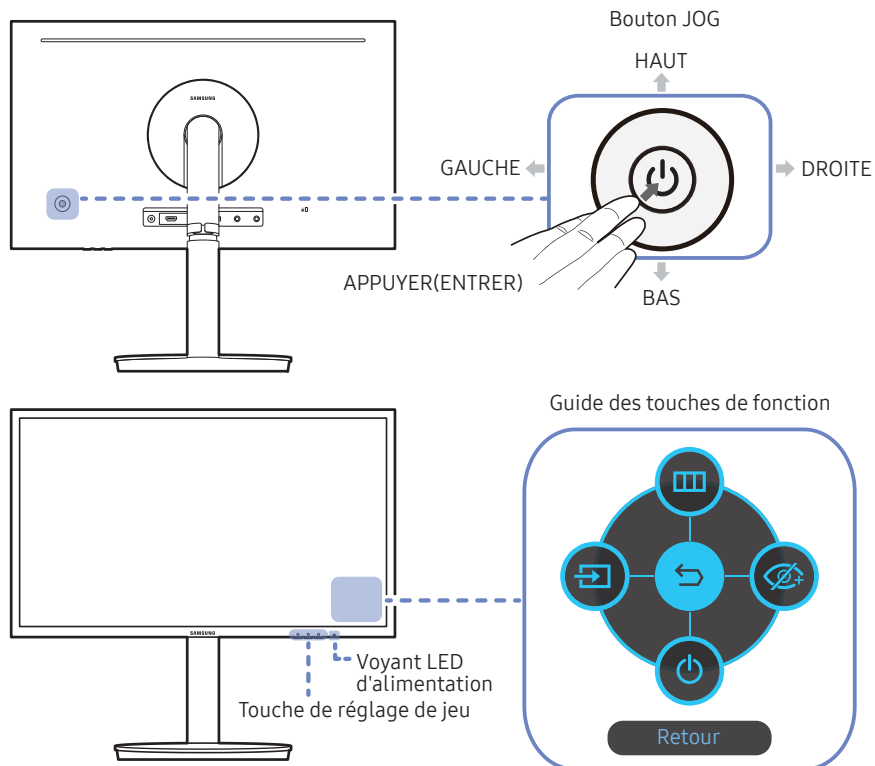 Bouton JOG
HAUT
SAMSUNG
GAUCHE
DROITE
APPUYER(ENTRER)
BAS
Guide des touches de fonction
SAMSUNG
Voyant LED
d'alimentation
Touche de réglage de jeu
Retour